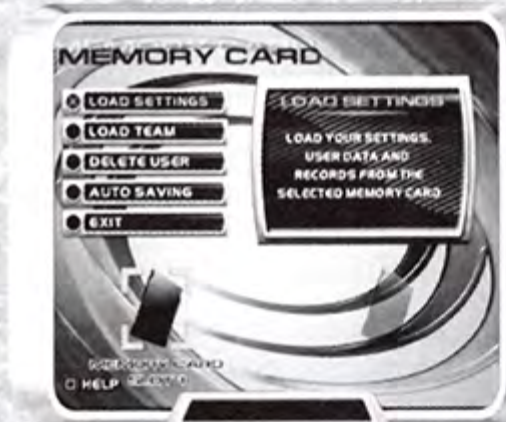 MEMORY CARD
LOAD SETTINGS
LOAD TEAM
DELETE USER
AUTO SAVING
EXIT
LOAD SETTINGS
LOAD YOUR SETTINGS,
USER DATA AND
RECORDS FROM THE
SELECTED MEMORY CARD
MEMORY CARD
HELP